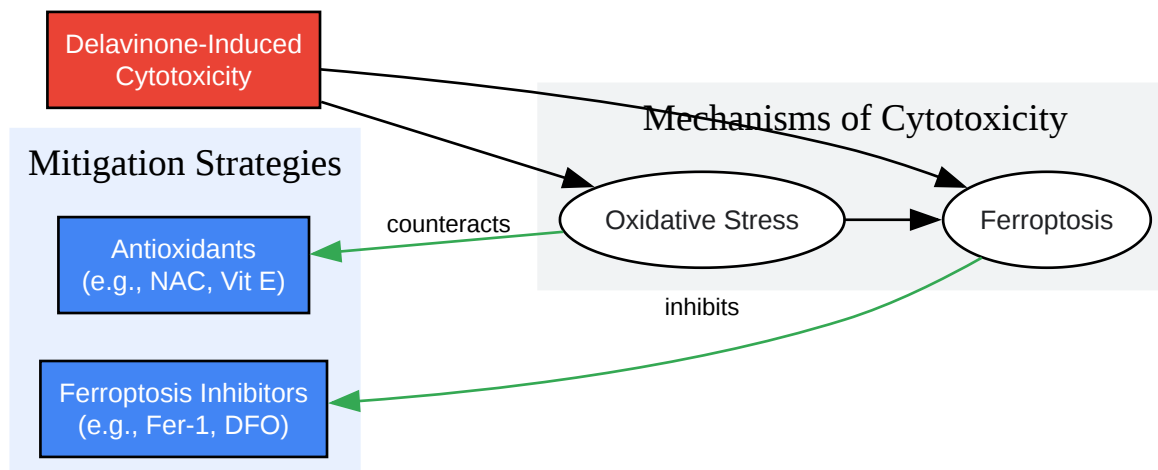 Delavinone-Induced
Cytotoxicity
Mechanisms of Cytotoxicity
Mitigation Strategies
Oxidative Stress
Ferroptosis
counteracts
Antioxidants
(e.g., NAC, Vit E)
inhibits
Ferroptosis Inhibitors
(e.g., Fer-1, DFO)